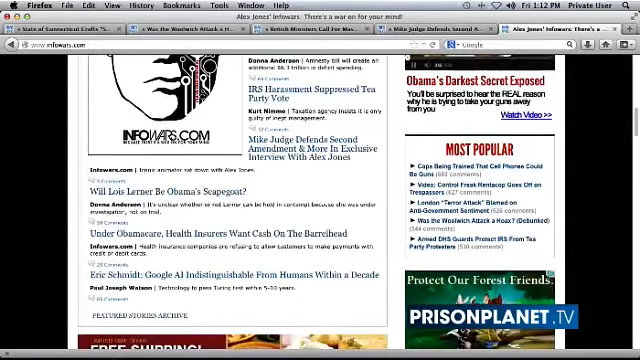 Firefox File Edit View History Bookmarks Tools Window Help Fri 1:12 PM Private User
Alex Jones' Infowars: There's a war on for your mind!
State of Connecticut Crafts "S...
Was the Woolwich Attack a H...
British Ministers Call For Mas...
Mike Judge Defends Second A...
Alex Jones' Infowars: There's a ...
www.infowars.com
Google
INFOWARS.COM
BECAUSE THERE'S A WAR ON FOR YOUR MIND
Donna Anderson | Amnesty bill will create an
additional $6.3 trillion in deficit spending.
Comments
IRS Harassment Suppressed Tea
Party Vote
Kurt Nimmo | Taxation agency insists it is only
guilty of inept management.
Comments
Mike Judge Defends Second
Amendment & More In Exclusive
Interview With Alex Jones
Infowars.com | Iconic animator sat down with Alex Jones.
5 Comments
Will Lois Lerner Be Obama's Scapegoat?
Donna Anderson | It's unclear whether or not Lerner can be held in contempt because she was under
investigation, not on trial.
Comments
Under Obamacare, Health Insurers Want Cash On The Barrelhead
Infowars.com | Health insurance companies are refusing to allow customers to make payments with
credit or debit cards.
Comments
Eric Schmidt: Google AI Indistinguishable From Humans Within a Decade
Paul Joseph Watson | Technology to pass Turing test within 5-10 years.
Comments
FEATURED STORIES ARCHIVE
FREE SHIPPING!
Obama's Darkest Secret Exposed
You'll be surprised to hear the REAL reason
why he is trying to take your guns away
from you
Watch Video >>
MOST POPULAR
Cops Being Trained That Cell Phones Could
Be Guns (693 comments)
Video: Control Freak Rentacop Goes Off on
Trespassers (627 comments)
London "Terror Attack" Blamed on
Anti-Government Sentiment (626 comments)
Was the Woolwich Attack a Hoax? (Debunked)
(544 comments)
Armed DHS Guards Protect IRS From Tea
Party Protesters (530 comments)
Protect Our Forest Friends.
PRISONPLANET.TV